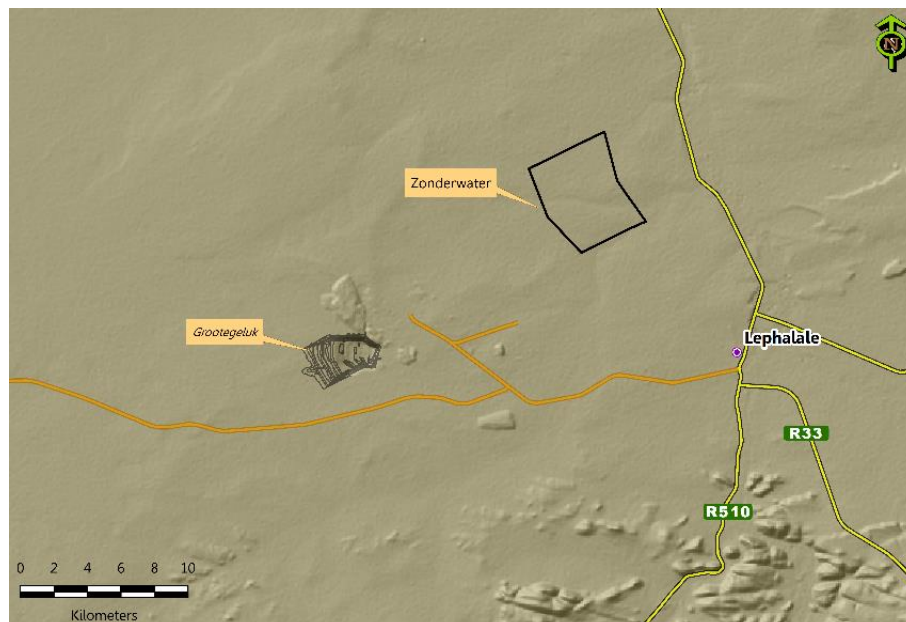 N
Zonderwater
Grootegeluk
Lephalale
R33
R510
0 2 4 6 8 10
Kilometers